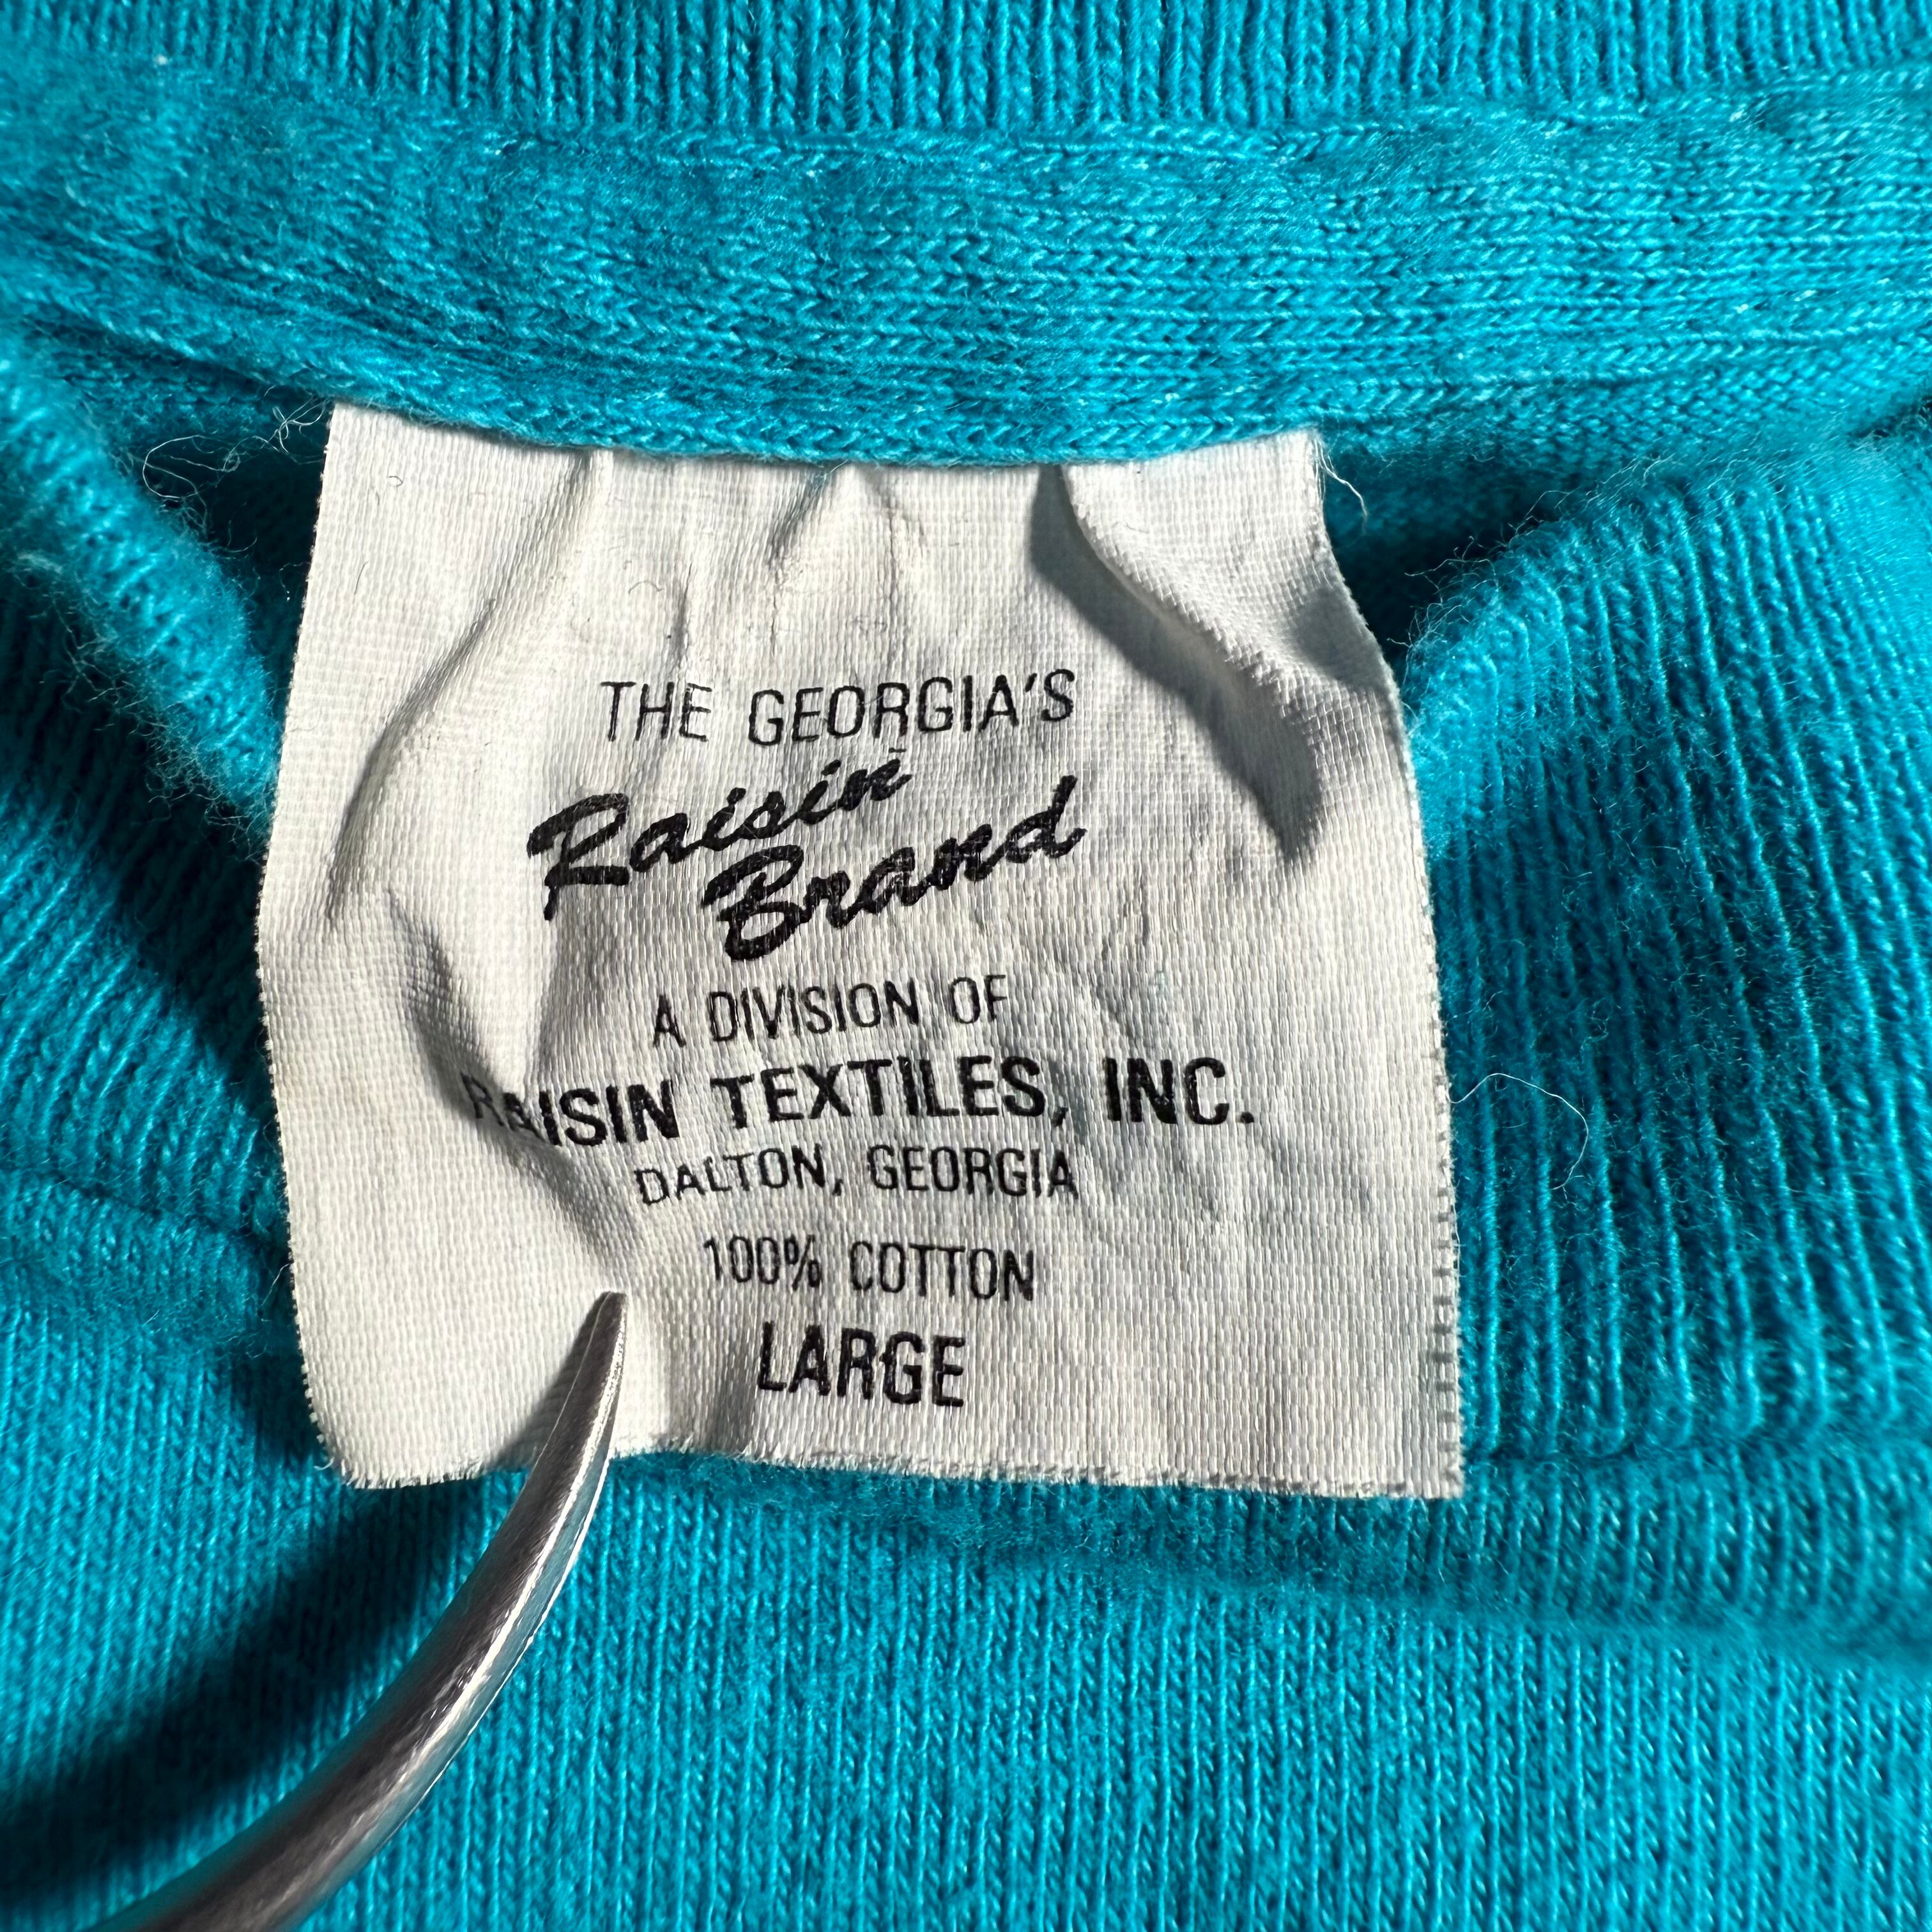 THE GEORGIA'S
Raisin
Brand
A DIVISION OF
RAISIN TEXTILES, INC.
DALTON, GEORGIA
100% COTTON
LARGE